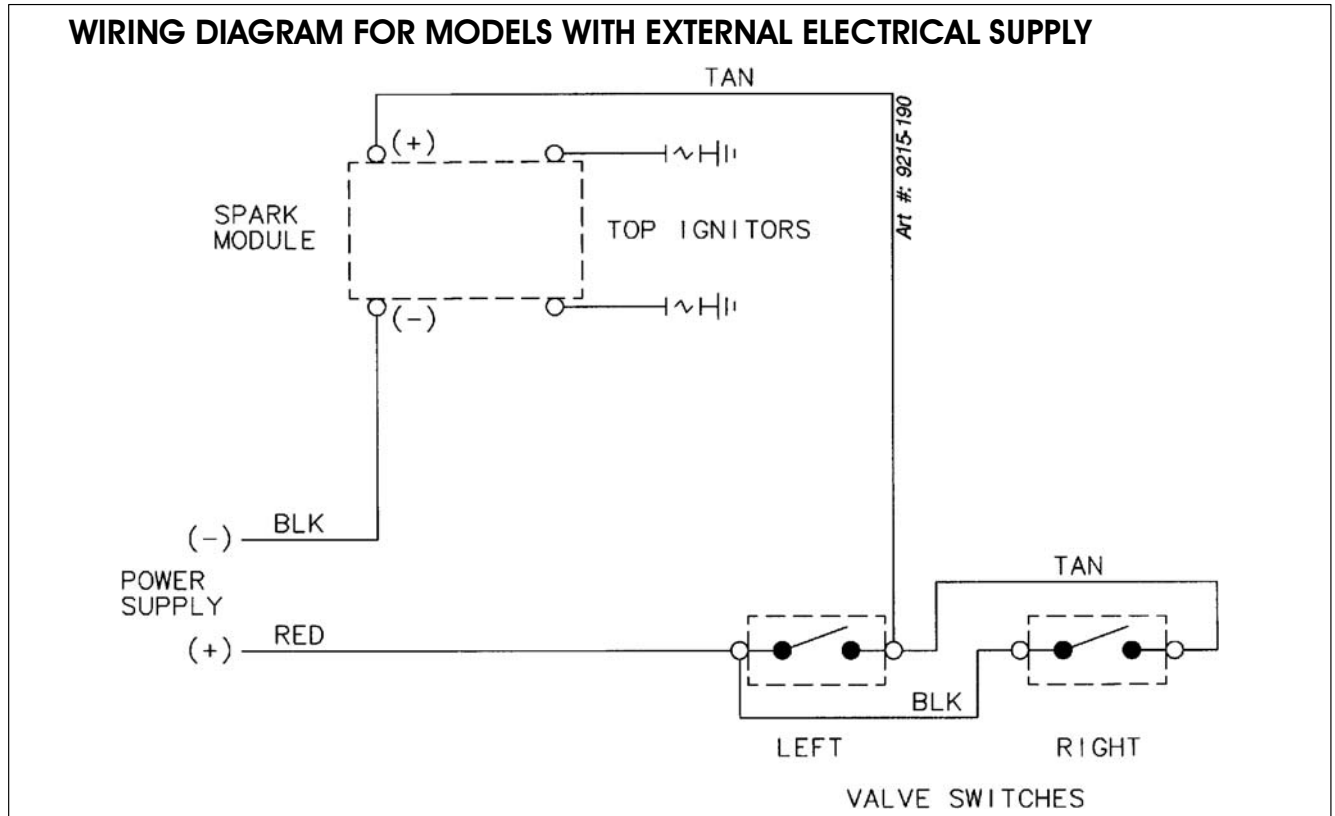 WIRING DIAGRAM FOR MODELS WITH EXTERNAL ELECTRICAL SUPPLY
TAN
(+)
Art #: 9215-190
SPARK
MODULE
TOP IGNITORS
(-)
(-)
BLK
POWER
SUPPLY
(+)
RED
TAN
BLK
LEFT
RIGHT
VALVE SWITCHES